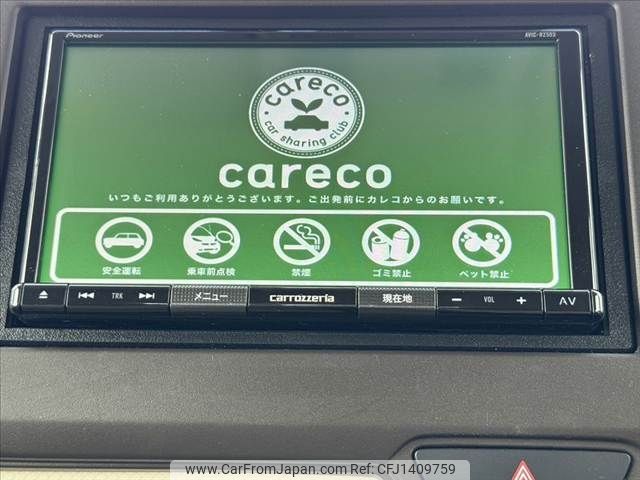 Pioneer
AVIC-RZ503
careco
car sharing club
careco
いつもご利用ありがとうございます。ご出発前にカレコからのお願いです。
安全運転
乗車前点検
禁煙
ゴミ禁止
ペット禁止
TRK
メニュー
carrozzeria
現在地
VOL
AV
www.CarFromJapan.com
© CAR FROM JAPAN
CFJ1409759